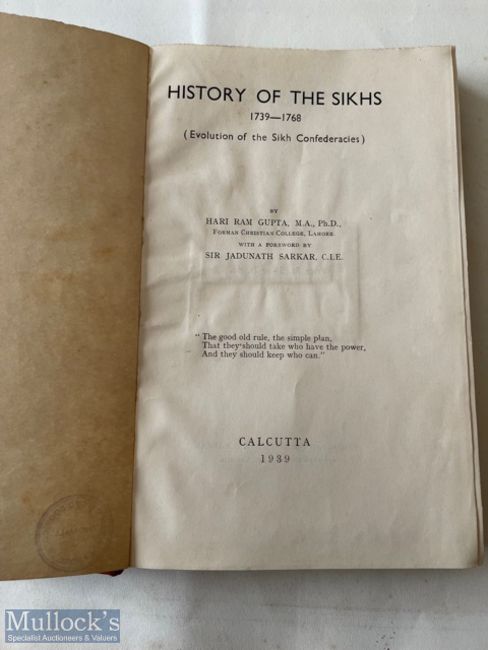 HISTORY OF THE SIKHS
1739—1768
(Evolution of the Sikh Confederacies)
BY
HARI RAM GUPTA, M.A., Ph.D.,
FORMAN CHRISTIAN COLLEGE, LAHORE
WITH A FOREWORD BY
SIR JADUNATH SARKAR, C.I.E.
" The good old rule, the simple plan,
That they should take who have the power,
And they should keep who can."
CALCUTTA
1939
Mullock's
Specialist Auctioneers & Valuers